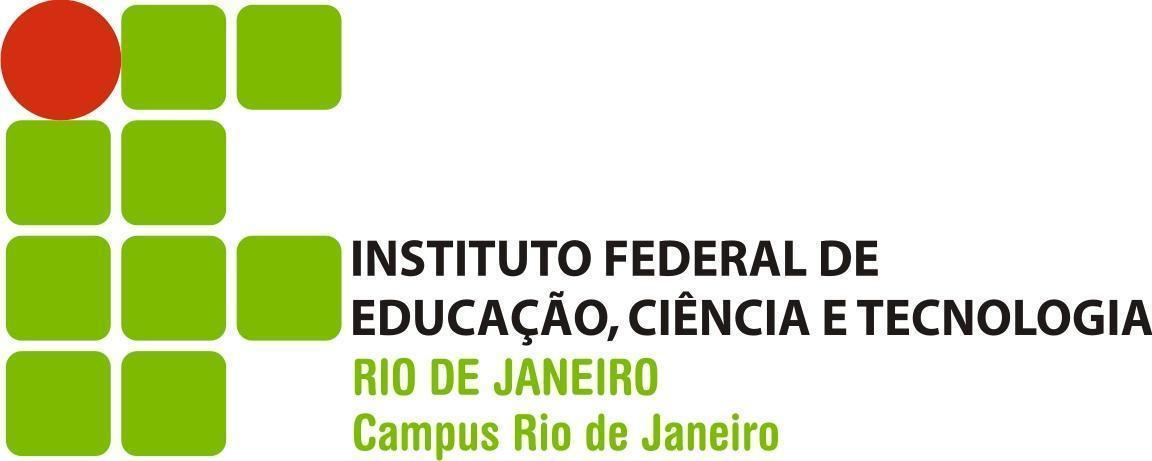 INSTITUTO FEDERAL DE
EDUCAÇÃO, CIÊNCIA E TECNOLOGIA
RIO DE JANEIRO
Campus Rio de Janeiro